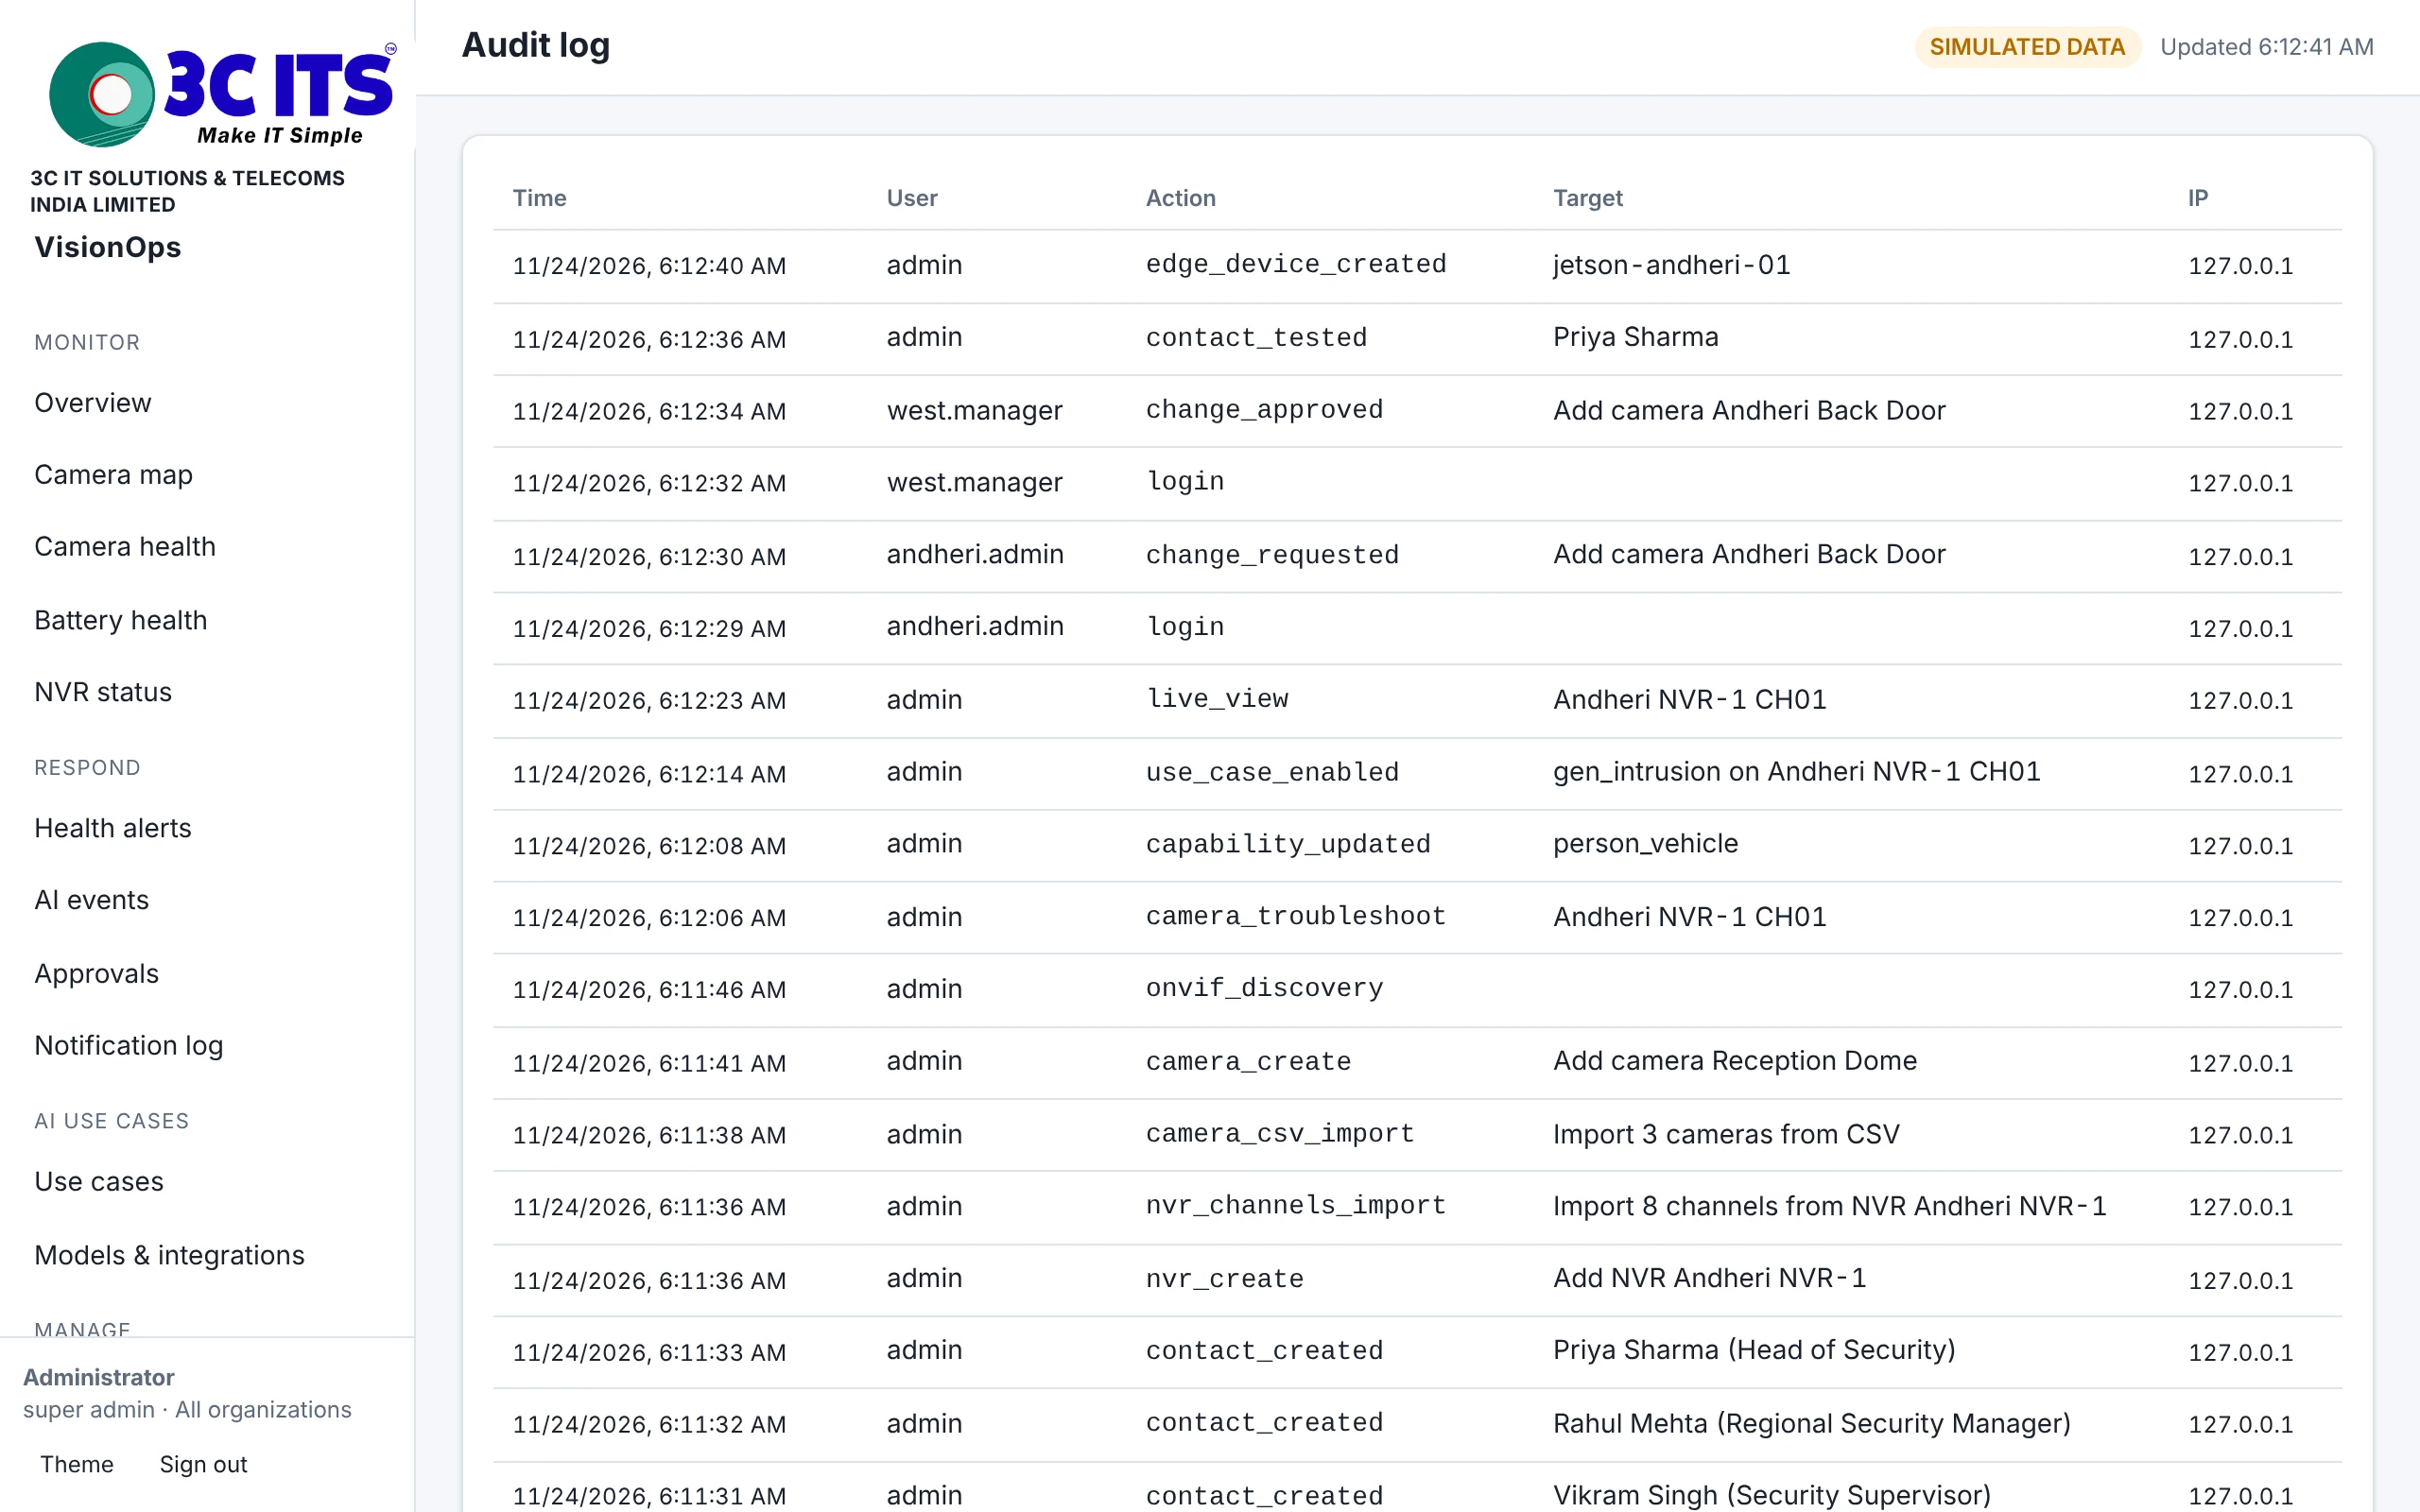 3C ITS TM
Make IT Simple
3C IT SOLUTIONS & TELECOMS
INDIA LIMITED
VisionOps
MONITOR
Overview
Camera map
Camera health
Battery health
NVR status
RESPOND
Health alerts
AI events
Approvals
Notification log
AI USE CASES
Use cases
Models & integrations
MANAGE
Administrator
super admin · All organizations
Theme Sign out
Audit log SIMULATED DATA Updated 6:12:41 AM
Time User Action Target IP
11/24/2026, 6:12:40 AM admin edge_device_created jetson-andheri-01 127.0.0.1
11/24/2026, 6:12:36 AM admin contact_tested Priya Sharma 127.0.0.1
11/24/2026, 6:12:34 AM west.manager change_approved Add camera Andheri Back Door 127.0.0.1
11/24/2026, 6:12:32 AM west.manager login 127.0.0.1
11/24/2026, 6:12:30 AM andheri.admin change_requested Add camera Andheri Back Door 127.0.0.1
11/24/2026, 6:12:29 AM andheri.admin login 127.0.0.1
11/24/2026, 6:12:23 AM admin live_view Andheri NVR-1 CH01 127.0.0.1
11/24/2026, 6:12:14 AM admin use_case_enabled gen_intrusion on Andheri NVR-1 CH01 127.0.0.1
11/24/2026, 6:12:08 AM admin capability_updated person_vehicle 127.0.0.1
11/24/2026, 6:12:06 AM admin camera_troubleshoot Andheri NVR-1 CH01 127.0.0.1
11/24/2026, 6:11:46 AM admin onvif_discovery 127.0.0.1
11/24/2026, 6:11:41 AM admin camera_create Add camera Reception Dome 127.0.0.1
11/24/2026, 6:11:38 AM admin camera_csv_import Import 3 cameras from CSV 127.0.0.1
11/24/2026, 6:11:36 AM admin nvr_channels_import Import 8 channels from NVR Andheri NVR-1 127.0.0.1
11/24/2026, 6:11:36 AM admin nvr_create Add NVR Andheri NVR-1 127.0.0.1
11/24/2026, 6:11:33 AM admin contact_created Priya Sharma (Head of Security) 127.0.0.1
11/24/2026, 6:11:32 AM admin contact_created Rahul Mehta (Regional Security Manager) 127.0.0.1
11/24/2026, 6:11:31 AM admin contact_created Vikram Singh (Security Supervisor) 127.0.0.1